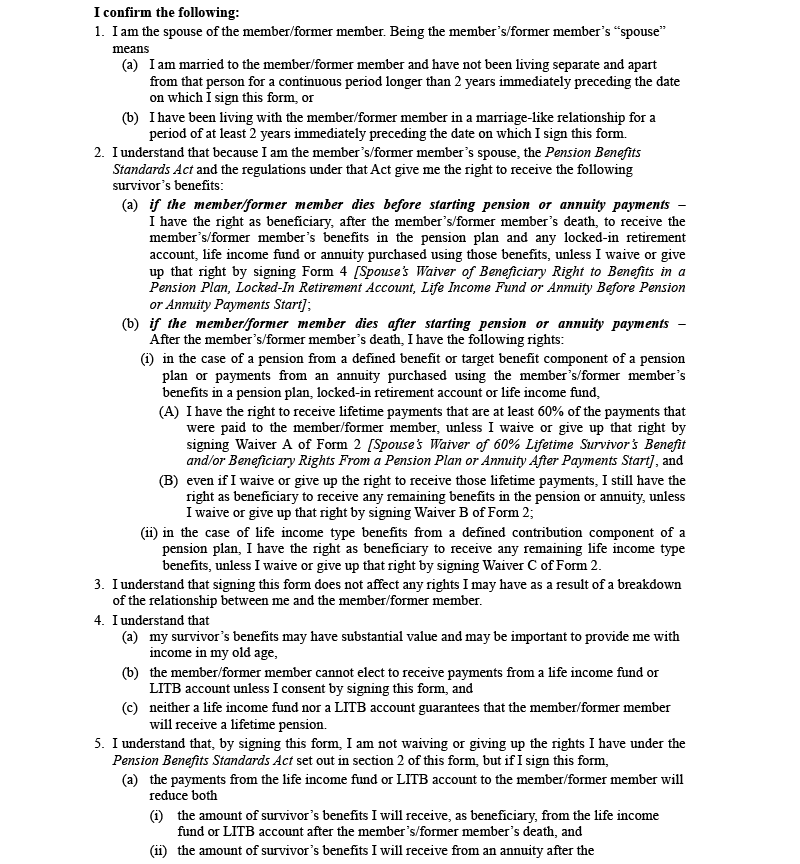 I confirm the following:
1. I am the spouse of the member/former member. Being the member's/former member's “spouse”
means
(a) I am married to the member/former member and have not been living separate and apart
from that person for a continuous period longer than 2 years immediately preceding the date
on which I sign this form, or
(b) I have been living with the member/former member in a marriage-like relationship for a
period of at least 2 years immediately preceding the date on which I sign this form.
2. I understand that because I am the member's/former member's spouse, the Pension Benefits
Standards Act and the regulations under that Act give me the right to receive the following
survivor's benefits:
(a) if the member/former member dies before starting pension or annuity payments –
I have the right as beneficiary, after the member's/former member's death, to receive the
member's/former member's benefits in the pension plan and any locked-in retirement
account, life income fund or annuity purchased using those benefits, unless I waive or give
up that right by signing Form 4 [Spouse's Waiver of Beneficiary Right to Benefits in a
Pension Plan, Locked-In Retirement Account, Life Income Fund or Annuity Before Pension
or Annuity Payments Start];
(b) if the member/former member dies after starting pension or annuity payments –
After the member's/former member's death, I have the following rights:
(i) in the case of a pension from a defined benefit or target benefit component of a pension
plan or payments from an annuity purchased using the member's/former member's
benefits in a pension plan, locked-in retirement account or life income fund,
(A) I have the right to receive lifetime payments that are at least 60% of the payments that
were paid to the member/former member, unless I waive or give up that right by
signing Waiver A of Form 2 [Spouse's Waiver of 60% Lifetime Survivor's Benefit
and/or Beneficiary Rights From a Pension Plan or Annuity After Payments Start], and
(B) even if I waive or give up the right to receive those lifetime payments, I still have the
right as beneficiary to receive any remaining benefits in the pension or annuity, unless
I waive or give up that right by signing Waiver B of Form 2;
(ii) in the case of life income type benefits from a defined contribution component of a
pension plan, I have the right as beneficiary to receive any remaining life income type
benefits, unless I waive or give up that right by signing Waiver C of Form 2.
3. I understand that signing this form does not affect any rights I may have as a result of a breakdown
of the relationship between me and the member/former member.
4. I understand that
(a) my survivor's benefits may have substantial value and may be important to provide me with
income in my old age,
(b) the member/former member cannot elect to receive payments from a life income fund or
LITB account unless I consent by signing this form, and
(c) neither a life income fund nor a LITB account guarantees that the member/former member
will receive a lifetime pension.
5. I understand that, by signing this form, I am not waiving or giving up the rights I have under the
Pension Benefits Standards Act set out in section 2 of this form, but if I sign this form,
(a) the payments from the life income fund or LITB account to the member/former member will
reduce both
(i) the amount of survivor's benefits I will receive, as beneficiary, from the life income
fund or LITB account after the member's/former member's death, and
(ii) the amount of survivor's benefits I will receive from an annuity after the